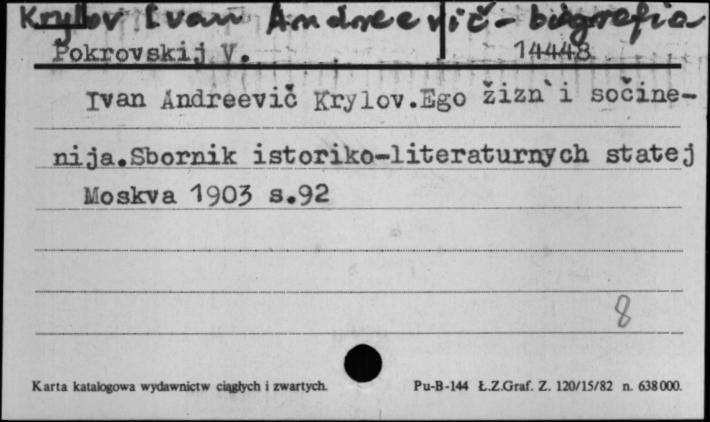 Krylov Ivan Andreevič - biografia
Pokrovskij V. 14448
Ivan Andreevič Krylov.Ego žizn`i sočine-
nija.Sbornik istoriko-literaturnych statej
Moskva 1903 s.92
8
Karta katalogowa wydawnictw ciągłych i zwartych. Pu-B-144 Ł.Z.Graf. Z. 120/15/82 n. 638000.